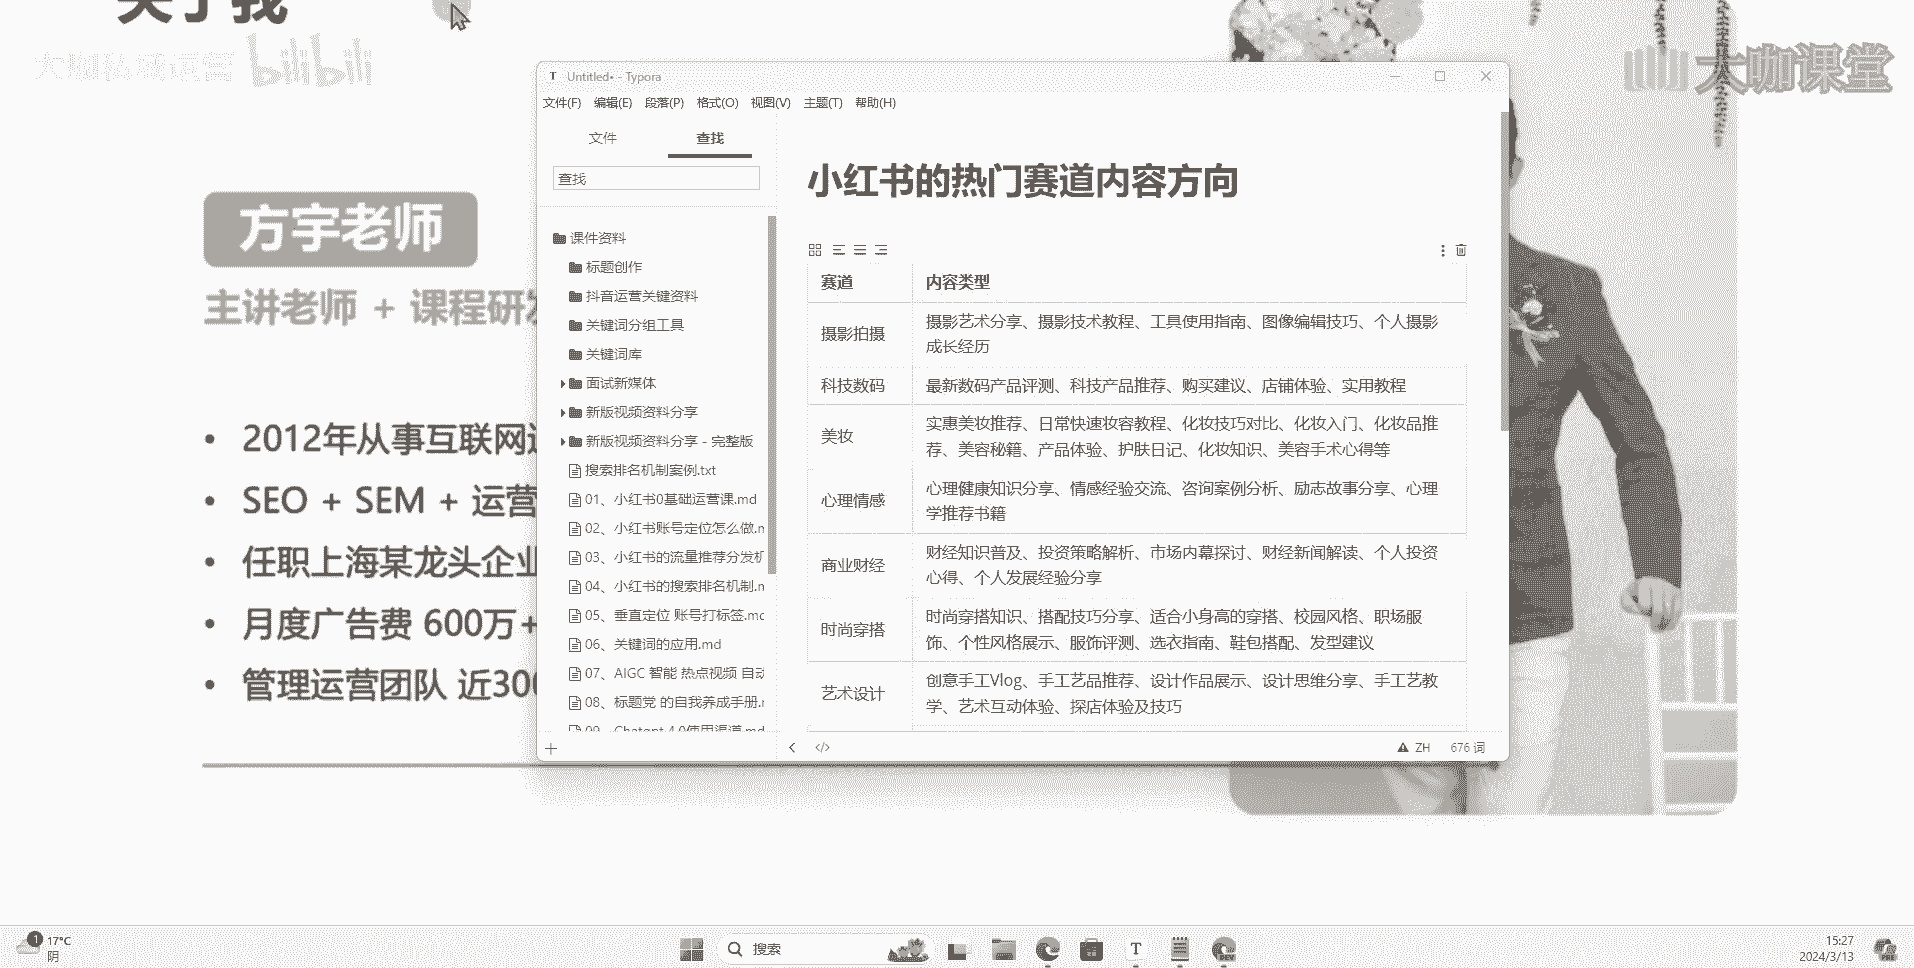 关于我
大咖私域运营 bilibili
大咖课堂
方宇老师
主讲老师 + 课程研发
2012年从事互联网
SEO + SEM + 运营
任职上海某龙头企业
月度广告费 600万+
管理运营团队 近300
Untitled• - Typora
文件(F) 编辑(E) 段落(P) 格式(O) 视图(V) 主题(T) 帮助(H)
文件 查找
查找
课件资料
标题创作
抖音运营关键资料
关键词分组工具
关键词库
面试新媒体
新版视频资料分享
新版视频资料分享 - 完整版
搜索排名机制案例.txt
01、小红书0基础运营课.md
02、小红书账号定位怎么做.m
03、小红书的流量推荐分发机
04、小红书的搜索排名机制.m
05、垂直定位 账号打标签.mc
06、关键词的应用.md
07、AIGC 智能 热点视频 自动
08、标题党 的自我养成手册.r
09、Chatgpt 4.0使用渠道.md
小红书的热门赛道内容方向
赛道 内容类型
摄影拍摄
摄影艺术分享、摄影技术教程、工具使用指南、图像编辑技巧、个人摄影
成长经历
科技数码 最新数码产品评测、科技产品推荐、购买建议、店铺体验、实用教程
美妆
实惠美妆推荐、日常快速妆容教程、化妆技巧对比、化妆入门、化妆品推
荐、美容秘籍、产品体验、护肤日记、化妆知识、美容手术心得等
心理情感
心理健康知识分享、情感经验交流、咨询案例分析、励志故事分享、心理
学推荐书籍
商业财经
财经知识普及、投资策略解析、市场内幕探讨、财经新闻解读、个人投资
心得、个人发展经验分享
时尚穿搭
时尚穿搭知识、搭配技巧分享、适合小身高的穿搭、校园风格、职场服
饰、个性风格展示、服饰评测、选衣指南、鞋包搭配、发型建议
艺术设计
创意手工Vlog、手工艺品推荐、设计作品展示、设计思维分享、手工艺教
学、艺术互动体验、探店体验及技巧
ZH 676 词
1 17°C
阴
搜索
DEV
15:27
2024/3/13
PRE